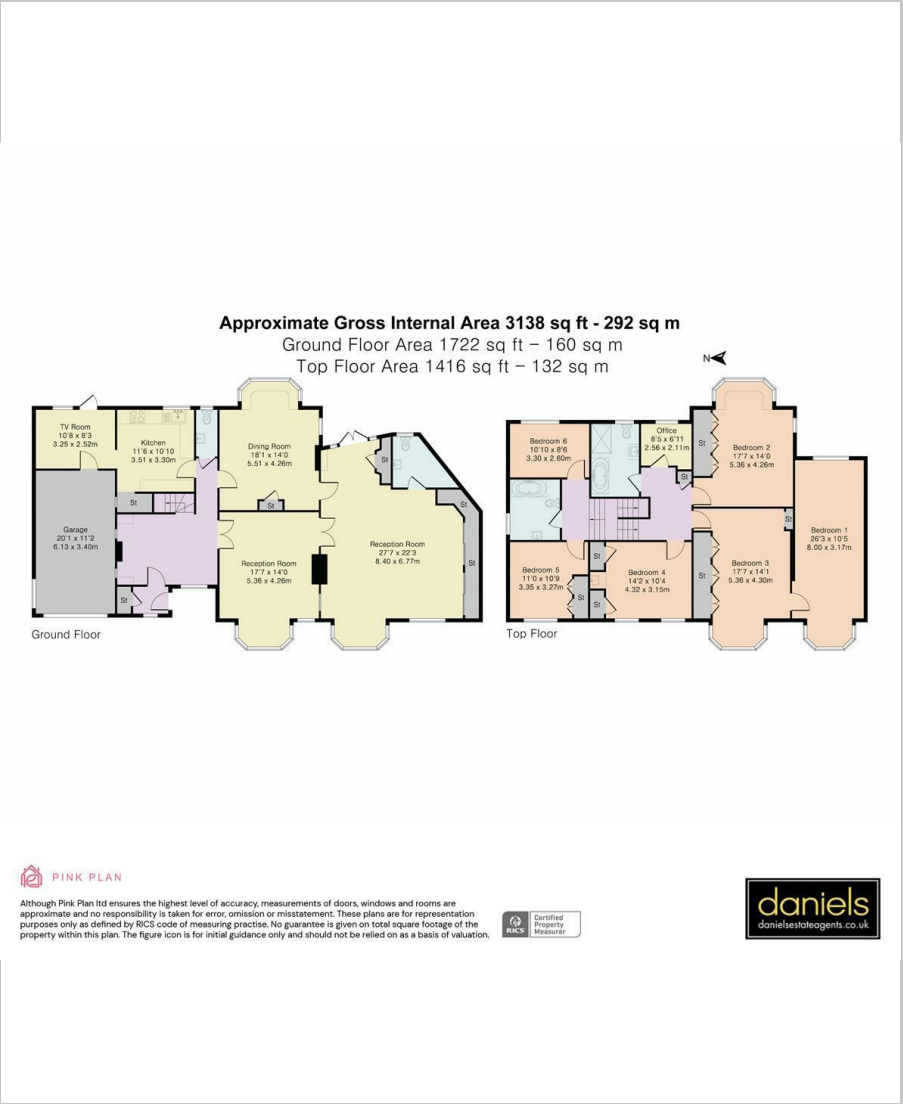 Approximate Gross Internal Area 3138 sq ft - 292 sq m
Ground Floor Area 1722 sq ft – 160 sq m
Top Floor Area 1416 sq ft – 132 sq m
N
TV Room
10'8 x 8'3
3.25 x 2.52m
Kitchen
11'6 x 10'10
3.51 x 3.30m
Dining Room
18'1 x 14'0
5.51 x 4.26m
St
St
St
St
St
Garage
20'1 x 11'2
6.13 x 3.40m
Reception Room
17'7 x 14'0
5.36 x 4.26m
Reception Room
27'7 x 22'3
8.40 x 6.77m
St
Ground Floor
Bedroom 6
10'10 x 8'6
3.30 x 2.60m
Office
8'5 x 6'11
2.56 x 2.11m
St
St
Bedroom 2
17'7 x 14'0
5.36 x 4.26m
St
Bedroom 1
26'3 x 10'5
8.00 x 3.17m
Bedroom 5
11'0 x 10'9
3.35 x 3.27m
St
St
St
Bedroom 4
14'2 x 10'4
4.32 x 3.15m
St
Bedroom 3
17'7 x 14'1
5.36 x 4.30m
Top Floor
PINK PLAN
Although Pink Plan ltd ensures the highest level of accuracy, measurements of doors, windows and rooms are
approximate and no responsibility is taken for error, omission or misstatement. These plans are for representation
purposes only as defined by RICS code of measuring practise. No guarantee is given on total square footage of the
property within this plan. The figure icon is for initial guidance only and should not be relied on as a basis of valuation.
RICS
Certified
Property
Measurer
daniels
danielsestateagents.co.uk